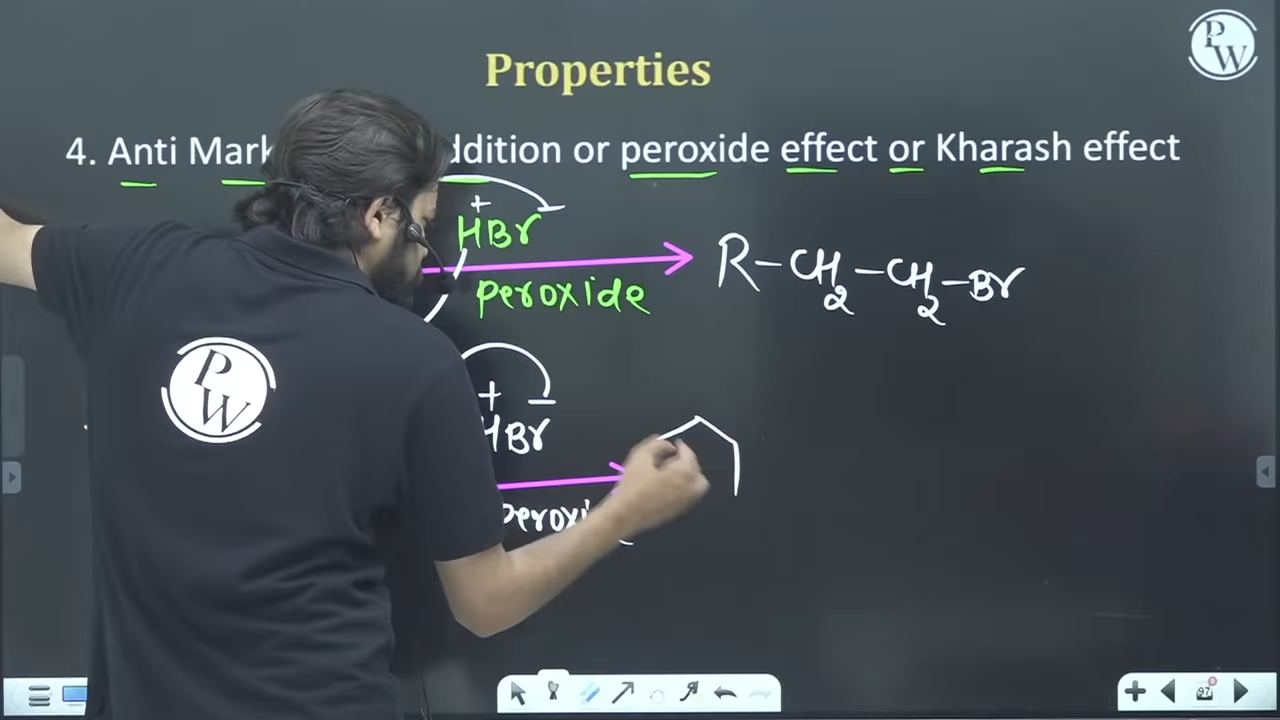 PW
Properties
4. Anti Mark ddition or peroxide effect or Kharash effect
+
HBr
peroxide
R-CH2-CH2-Br
PW
+ −
HBr
peroxi
97